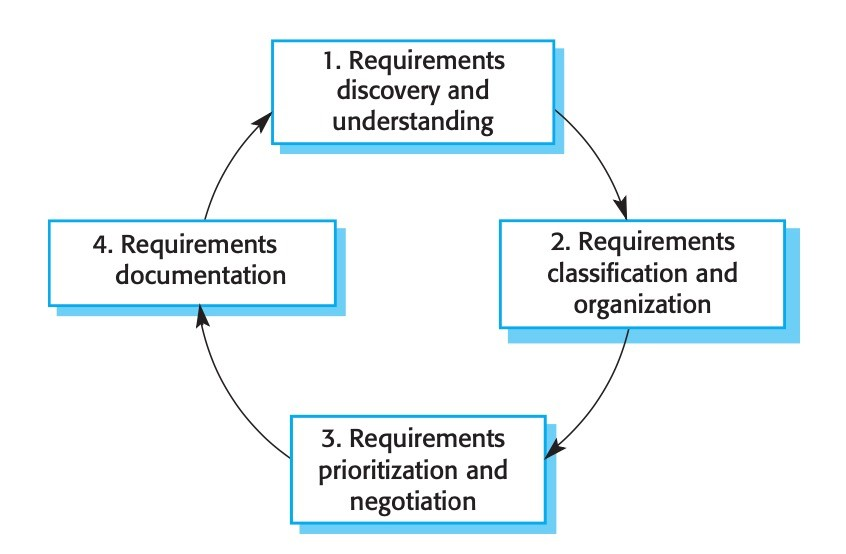 1. Requirements
discovery and
understanding
2. Requirements
classification and
organization
3. Requirements
prioritization and
negotiation
4. Requirements
documentation